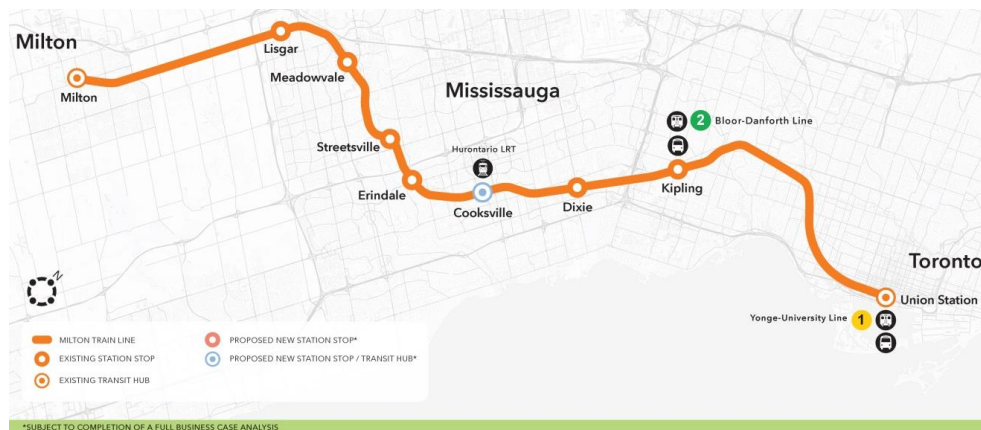 Milton
Milton
Lisgar
Meadowvale
Streetsville
Erindale
Mississauga
Hurontario LRT
Cooksville
Dixie
2 Bloor-Danforth Line
Kipling
Toronto
Union Station
Yonge-University Line 1
N
MILTON TRAIN LINE
EXISTING STATION STOP
EXISTING TRANSIT HUB
PROPOSED NEW STATION STOP*
PROPOSED NEW STATION STOP / TRANSIT HUB*
*SUBJECT TO COMPLETION OF A FULL BUSINESS CASE ANALYSIS